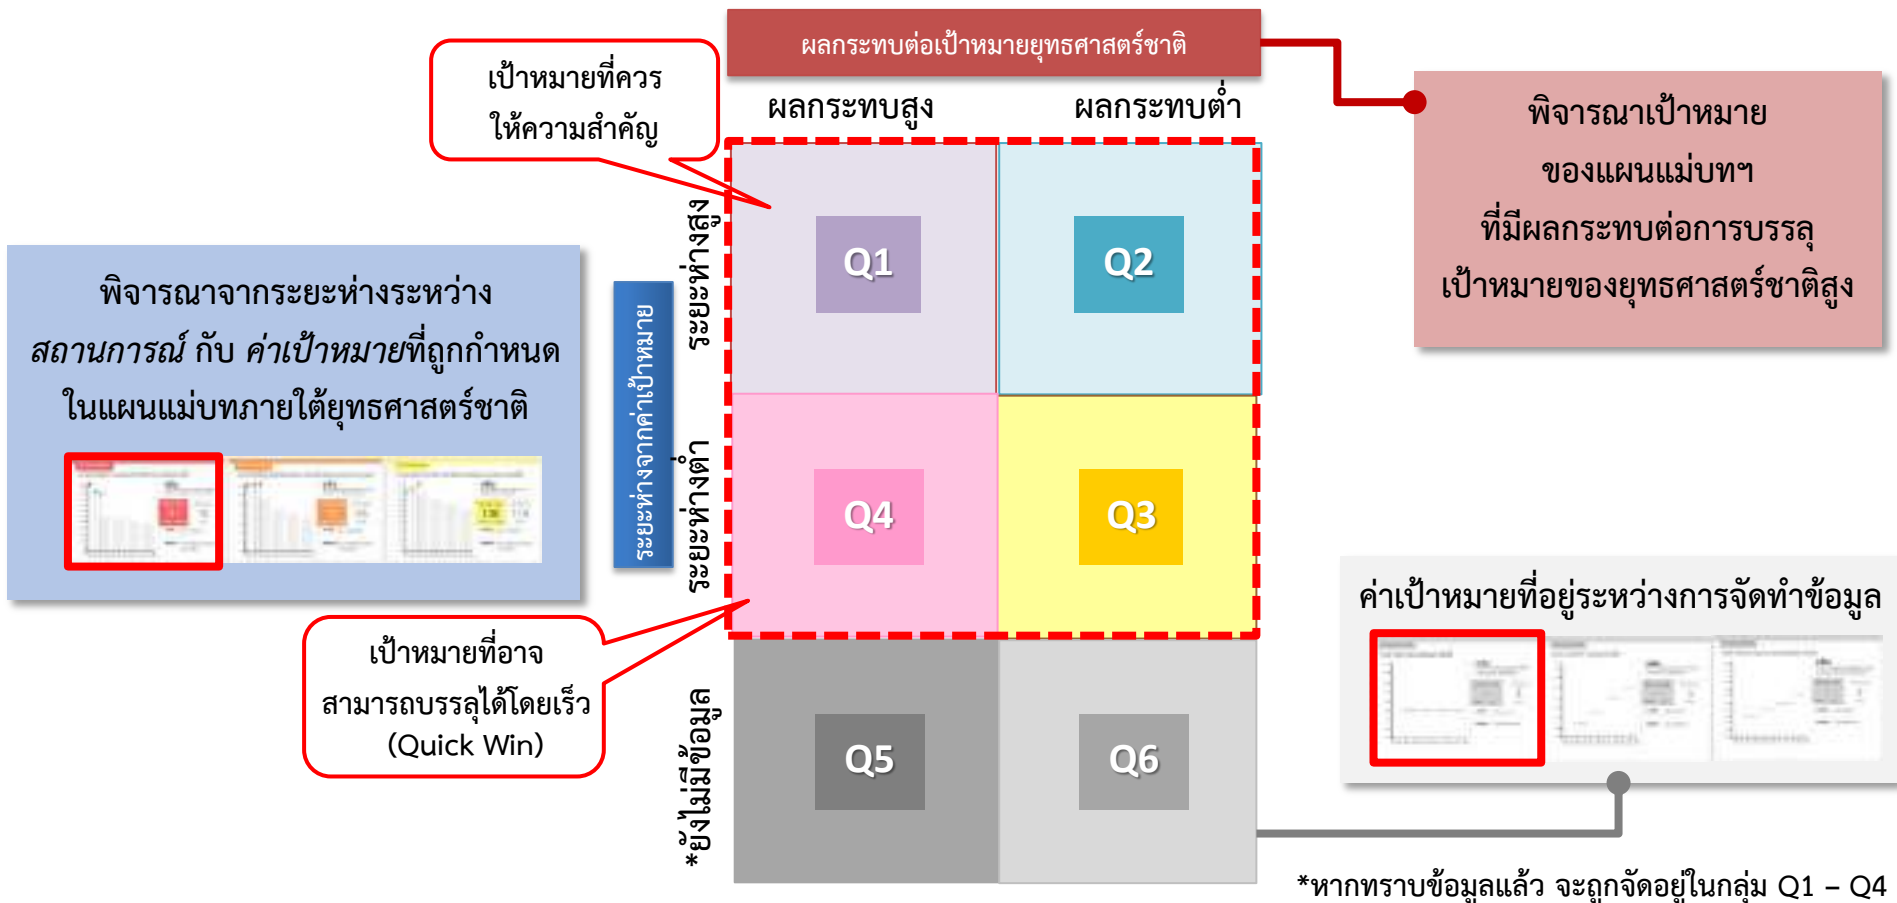 ผลกระทบต่อเป้าหมายยุทธศาสตร์ชาติ
เป้าหมายที่ควร
ให้ความสำคัญ
ผลกระทบสูง
ผลกระทบต่ำ
พิจารณาเป้าหมาย
ของแผนแม่บทฯ
ที่มีผลกระทบต่อการบรรลุ
เป้าหมายของยุทธศาสตร์ชาติสูง
พิจารณาจากระยะห่างระหว่าง
สถานการณ์ กับ ค่าเป้าหมายที่ถูกกำหนด
ในแผนแม่บทภายใต้ยุทธศาสตร์ชาติ
ระยะห่างจากค่าเป้าหมาย
ระยะห่างสูง
Q1
Q2
ระยะห่างต่ำ
Q4
Q3
เป้าหมายที่อาจ
สามารถบรรลุได้โดยเร็ว
(Quick Win)
*ยังไม่มีข้อมูล
Q5
Q6
ค่าเป้าหมายที่อยู่ระหว่างการจัดทำข้อมูล
*หากทราบข้อมูลแล้ว จะถูกจัดอยู่ในกลุ่ม Q1 – Q4